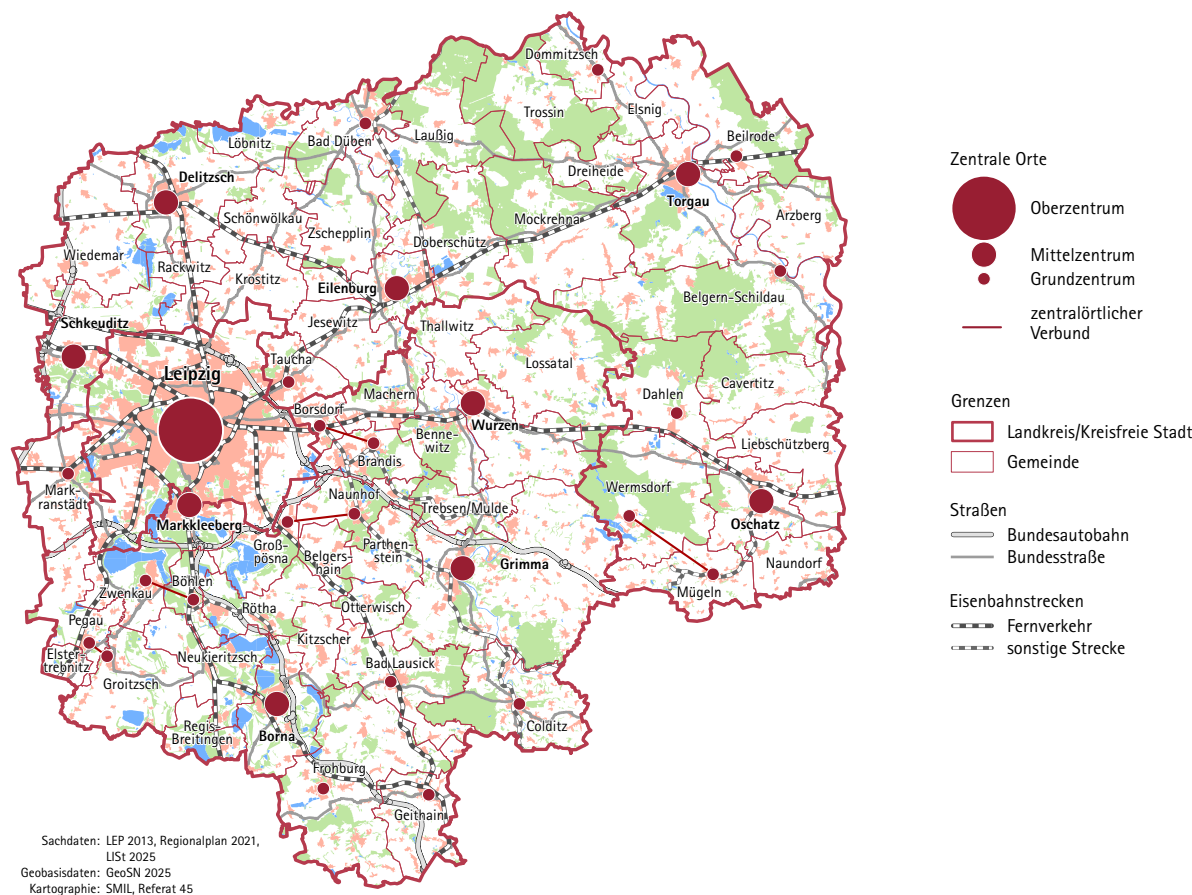 Dommitzsch
Trossin
Elsnig
Beilrode
Laußig
Bad Düben
Löbnitz
Dreiheide
Delitzsch
Torgau
Arzberg
Schönwölkau
Mockrehna
Zschepplin
Doberschütz
Wiedemar
Rackwitz
Krostitz
Eilenburg
Belgern-Schildau
Schkeuditz
Jesewitz
Thallwitz
Lossatal
Taucha
Leipzig
Cavertitz
Machern
Dahlen
Borsdorf
Wurzen
Benne-
witz
Liebschützberg
Brandis
Mark-
ranstädt
Naunhof
Wermsdorf
Trebsen/Mulde
Markkleeberg
Oschatz
Groß-
pösna
Belgers-
hain
Parthen-
stein
Grimma
Naundorf
Böhlen
Zwenkau
Mügeln
Rötha
Otterwisch
Pegau
Kitzscher
Elster-
trebnitz
Neukieritzsch
Bad Lausick
Groitzsch
Regis-
Breitingen
Borna
Colditz
Frohburg
Geithain
Zentrale Orte
Oberzentrum
Mittelzentrum
Grundzentrum
zentralörtlicher
Verbund
Grenzen
Landkreis/Kreisfreie Stadt
Gemeinde
Straßen
Bundesautobahn
Bundesstraße
Eisenbahnstrecken
Fernverkehr
sonstige Strecke
Sachdaten: LEP 2013, Regionalplan 2021,
LISt 2025
Geobasisdaten: GeoSN 2025
Kartographie: SMIL, Referat 45